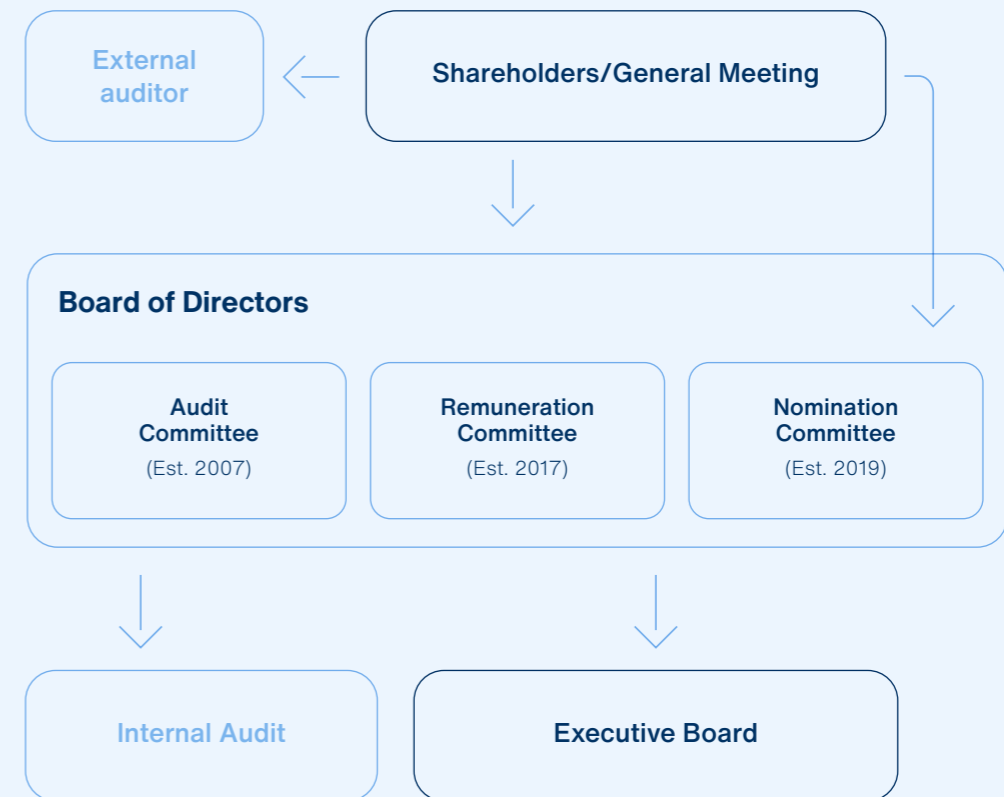 External
auditor
Shareholders/General Meeting
Board of Directors
Audit
Committee
(Est. 2007)
Remuneration
Committee
(Est. 2017)
Nomination
Committee
(Est. 2019)
Internal Audit
Executive Board